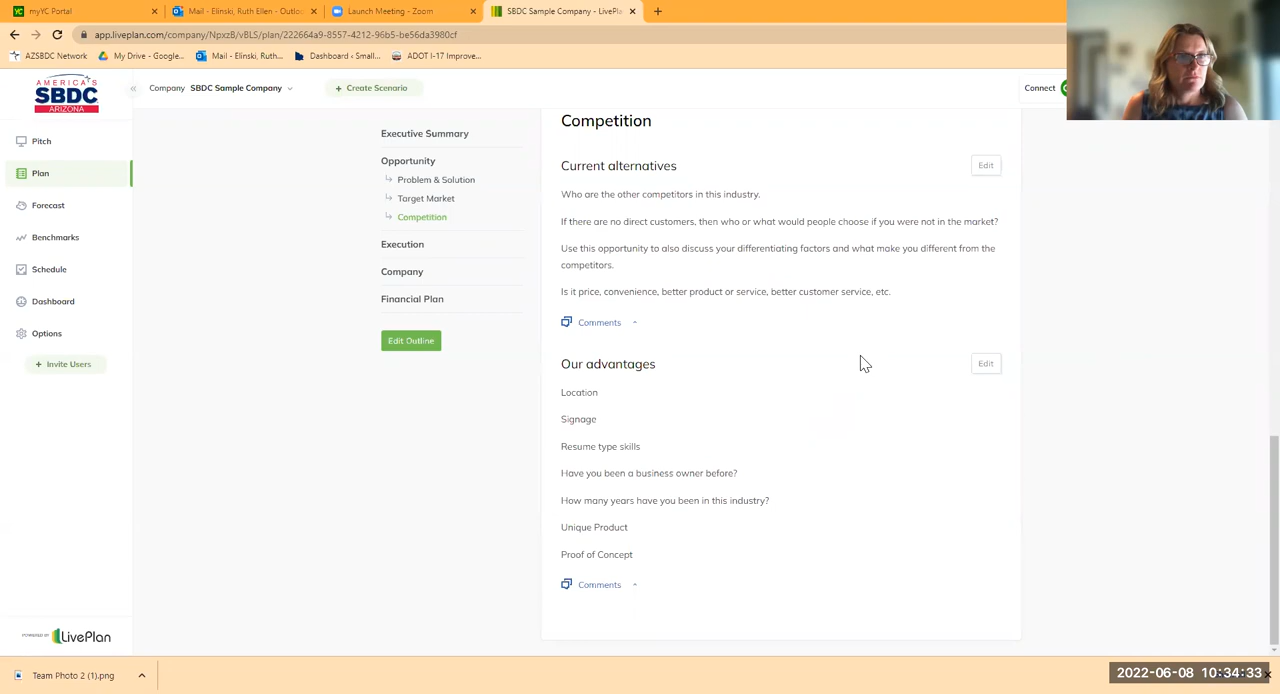 myYC Portal
Mail - Elinski, Ruth Ellen - Outloo
Launch Meeting - Zoom
SBDC Sample Company - LivePla
app.liveplan.com/company/NpxzB/vBLS/plan/222664a9-8557-4212-96b5-be56da3980cf
AZSBDC Network
My Drive - Google...
Mail - Elinski, Ruth...
Dashboard < Small...
ADOT I-17 Improve...
AMERICA'S
SBDC
ARIZONA
Company SBDC Sample Company
+ Create Scenario
Connect
Pitch
Plan
Forecast
Benchmarks
Schedule
Dashboard
Options
+ Invite Users
Executive Summary
Opportunity
Problem & Solution
Target Market
Competition
Execution
Company
Financial Plan
Edit Outline
Competition
Current alternatives
Edit
Who are the other competitors in this industry.
If there are no direct customers, then who or what would people choose if you were not in the market?
Use this opportunity to also discuss your differentiating factors and what make you different from the
competitors.
Is it price, convenience, better product or service, better customer service, etc.
Comments
Our advantages
Edit
Location
Signage
Resume type skills
Have you been a business owner before?
How many years have you been in this industry?
Unique Product
Proof of Concept
Comments
POWERED BY LivePlan
Team Photo 2 (1).png
2022-06-08 10:34:33